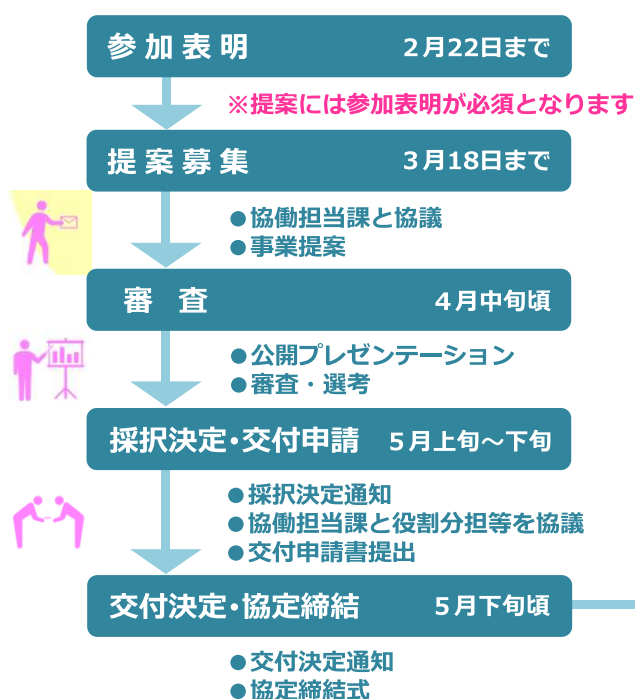 参加表明 2月22日まで
※提案には参加表明が必須となります
提案募集 3月18日まで
●協働担当課と協議
●事業提案
審査 4月中旬頃
●公開プレゼンテーション
●審査・選考
採択決定・交付申請 5月上旬～下旬
●採択決定通知
●協働担当課と役割分担等を協議
●交付申請書提出
交付決定・協定締結 5月下旬頃
●交付決定通知
●協定締結式